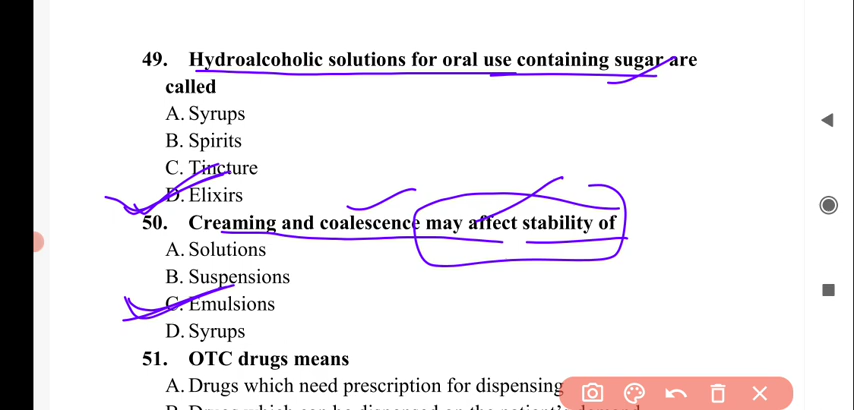 49. Hydroalcoholic solutions for oral use containing sugar are
called
A. Syrups
B. Spirits
C. Tincture
D. Elixirs
50. Creaming and coalescence may affect stability of
A. Solutions
B. Suspensions
C. Emulsions
D. Syrups
51. OTC drugs means
A. Drugs which need prescription for dispensing